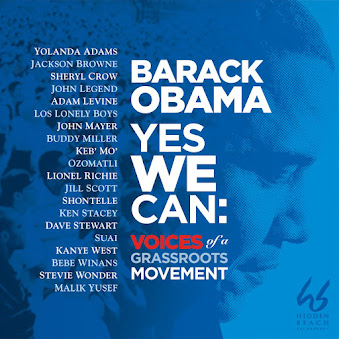 YOLANDA ADAMS
JACKSON BROWNE
SHERYL CROW
JOHN LEGEND
ADAM LEVINE
LOS LONELY BOYS
JOHN MAYER
BUDDY MILLER
KEB' MO'
OZOMATLI
LIONEL RICHIE
JILL SCOTT
SHONTELLE
KEN STACEY
DAVE STEWART
SUAI
KANYE WEST
BEBE WINANS
STEVIE WONDER
MALIK YUSEF
BARACK
OBAMA
YES
WE
CAN:
VOICES of a
GRASSROOTS
MOVEMENT
HIDDEN
BEACH
RECORDINGS